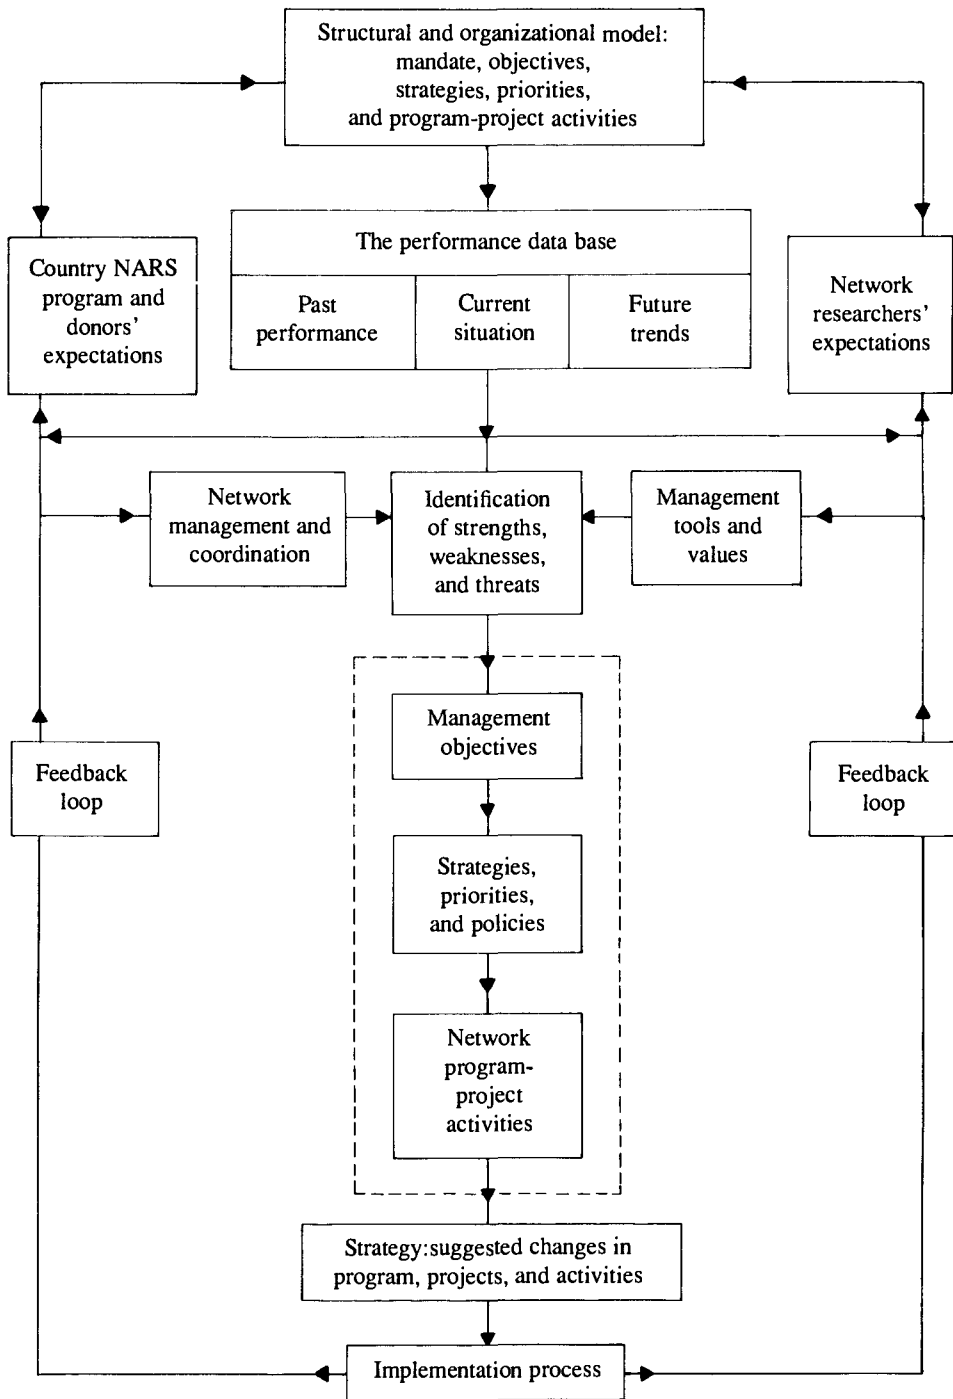 Structural and organizational model:
mandate, objectives,
strategies, priorities,
and program-project activities
The performance data base
Past
performance
Current
situation
Future
trends
Country NARS
program and
donors'
expectations
Network
researchers'
expectations
Network
management and
coordination
Identification
of strengths,
weaknesses,
and threats
Management
tools and
values
Management
objectives
Feedback
loop
Feedback
loop
Strategies,
priorities,
and policies
Network
program-
project
activities
Strategy:suggested changes in
program, projects, and activities
Implementation process